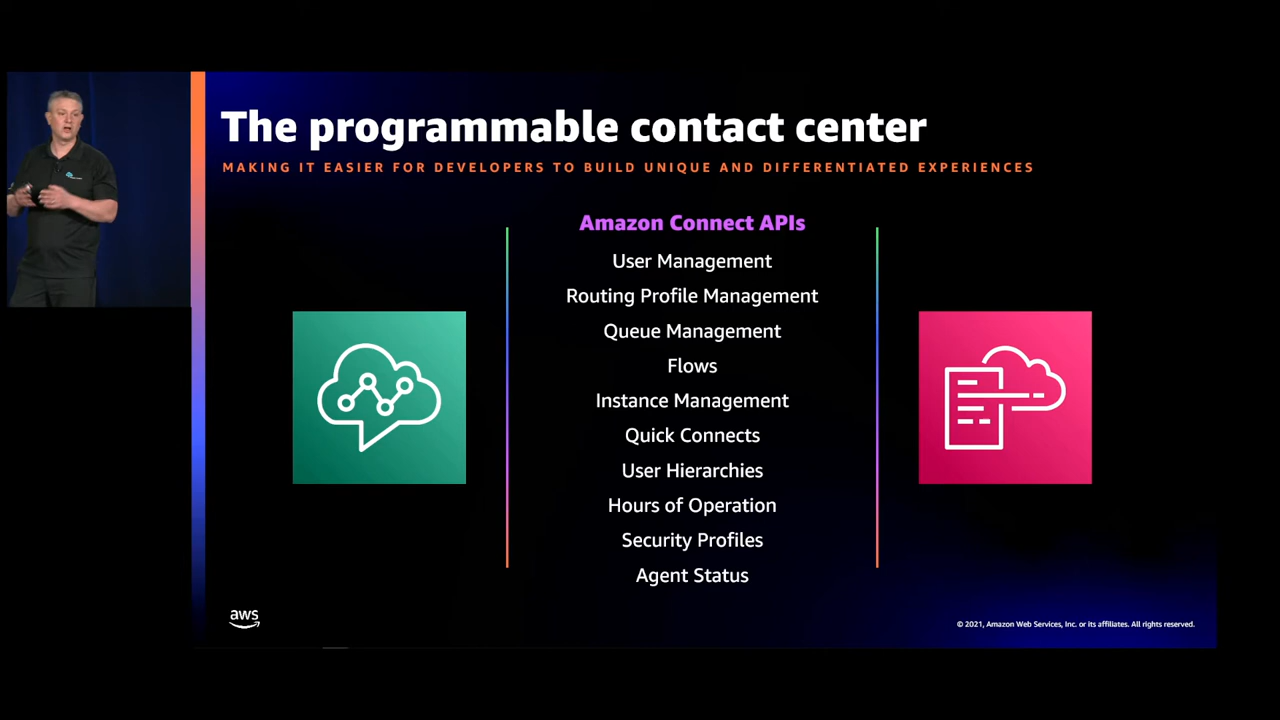 The programmable contact center
MAKING IT EASIER FOR DEVELOPERS TO BUILD UNIQUE AND DIFFERENTIATED EXPERIENCES
Amazon Connect APIs
User Management
Routing Profile Management
Queue Management
Flows
Instance Management
Quick Connects
User Hierarchies
Hours of Operation
Security Profiles
Agent Status
aws
© 2021, Amazon Web Services, Inc. or its affiliates. All rights reserved.